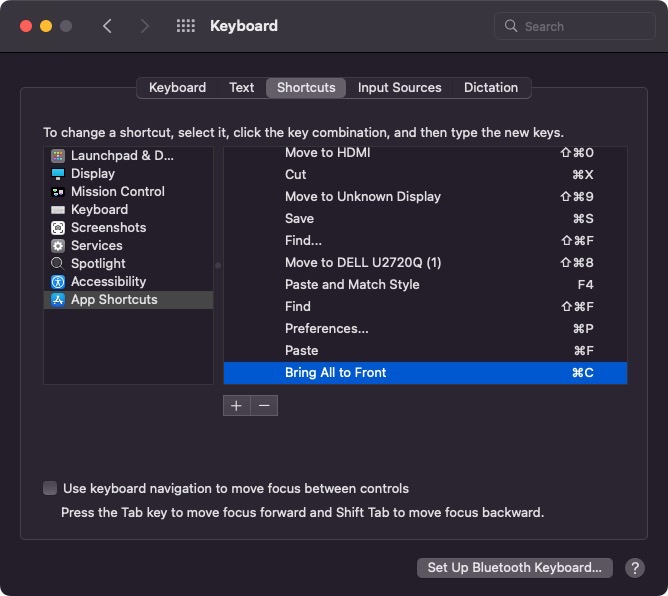 Keyboard
Search
Keyboard Text Shortcuts Input Sources Dictation
To change a shortcut, select it, click the key combination, and then type the new keys.
Launchpad & D...
Display
Mission Control
Keyboard
Screenshots
Services
Spotlight
Accessibility
App Shortcuts
Move to HDMI ⇧⌘0
Cut ⌘X
Move to Unknown Display ⇧⌘9
Save ⌘S
Find... ⇧⌘F
Move to DELL U2720Q (1) ⇧⌘8
Paste and Match Style F4
Find ⇧⌘F
Preferences... ⌘P
Paste ⌘F
Bring All to Front ⌘C
+ −
Use keyboard navigation to move focus between controls
Press the Tab key to move focus forward and Shift Tab to move focus backward.
Set Up Bluetooth Keyboard... ?